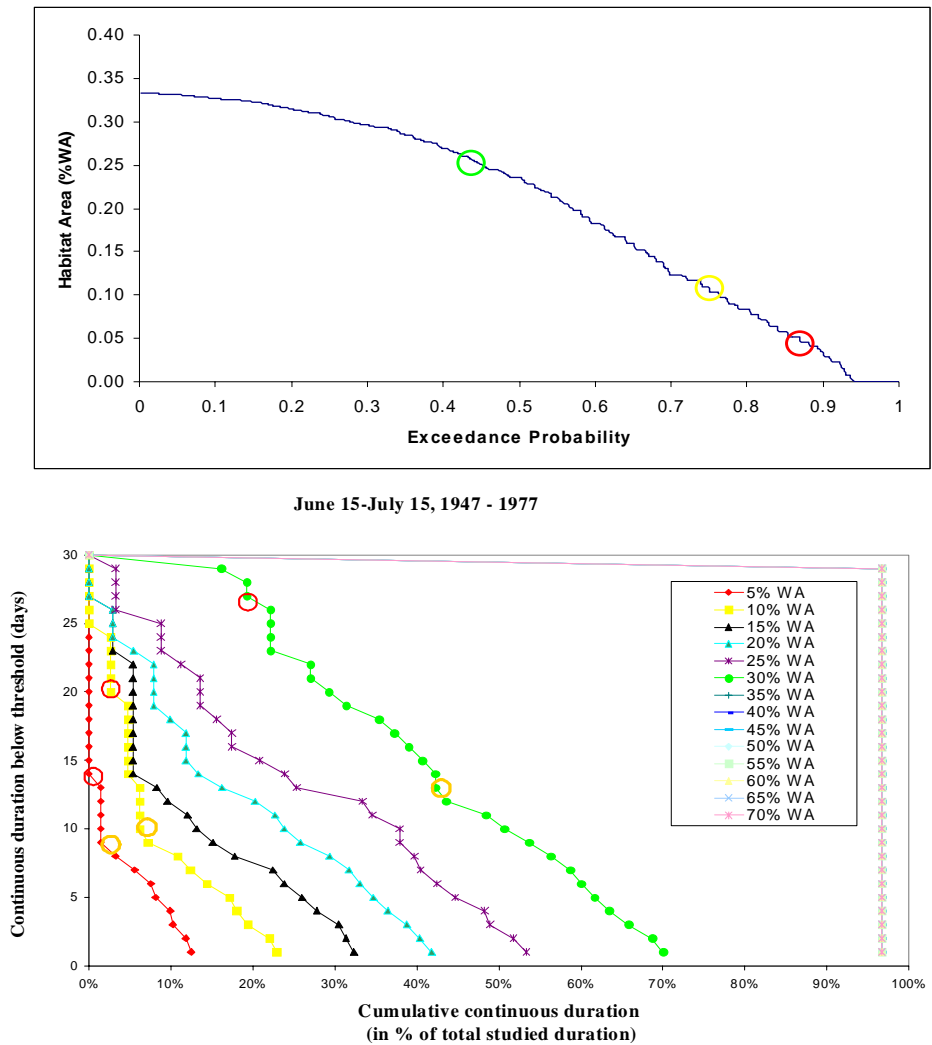 0.40
0.35
0.30
0.25
0.20
0.15
0.10
0.05
0.00
Habitat Area (%WA)
0 0.1 0.2 0.3 0.4 0.5 0.6 0.7 0.8 0.9 1
Exceedance Probability
June 15-July 15, 1947 - 1977
30
25
20
15
10
5
0
Continuous duration below threshold (days)
5% WA
10% WA
15% WA
20% WA
25% WA
30% WA
35% WA
40% WA
45% WA
50% WA
55% WA
60% WA
65% WA
70% WA
0% 10% 20% 30% 40% 50% 60% 70% 80% 90% 100%
Cumulative continuous duration
(in % of total studied duration)